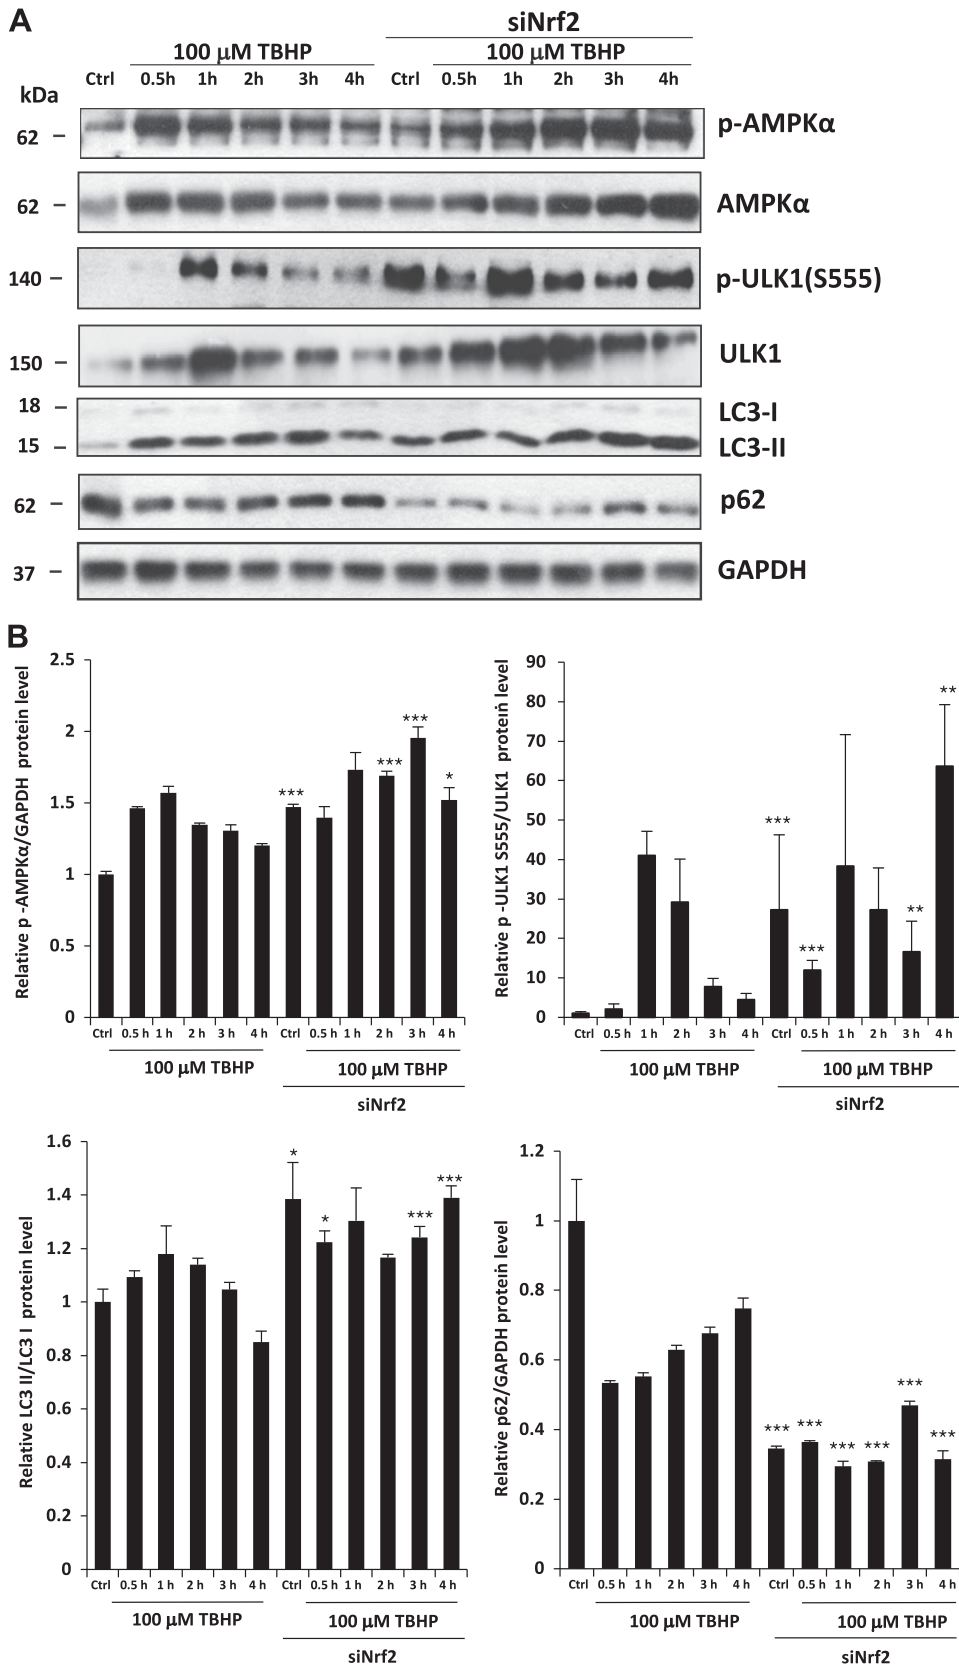 A
siNrf2
100 µM TBHP 100 µM TBHP
Ctrl 0.5h 1h 2h 3h 4h Ctrl 0.5h 1h 2h 3h 4h
kDa
62 – p-AMPKα
62 – AMPKα
140 – p-ULK1(S555)
150 – ULK1
18 – LC3-I
15 – LC3-II
62 – p62
37 – GAPDH
B
Relative p -AMPKα/GAPDH protein level
2.5
2
1.5
1
0.5
0
*** *** *** *
Ctrl 0.5 h 1 h 2 h 3 h 4 h Ctrl 0.5 h 1 h 2 h 3 h 4 h
100 µM TBHP 100 µM TBHP
siNrf2
Relative p -ULK1 S555/ULK1 protein level
90
80
70
60
50
40
30
20
10
0
*** *** ** **
Ctrl 0.5 h 1 h 2 h 3 h 4 h Ctrl 0.5 h 1 h 2 h 3 h 4 h
100 µM TBHP 100 µM TBHP
siNrf2
Relative LC3 II/LC3 I protein level
1.6
1.4
1.2
1
0.8
0.6
0.4
0.2
0
* * *** ***
Ctrl 0.5 h 1 h 2 h 3 h 4 h Ctrl 0.5 h 1 h 2 h 3 h 4 h
100 µM TBHP 100 µM TBHP
siNrf2
Relative p62/GAPDH protein level
1.2
1
0.8
0.6
0.4
0.2
0
*** *** *** *** *** ***
Ctrl 0.5 h 1 h 2 h 3 h 4 h Ctrl 0.5 h 1 h 2 h 3 h 4 h
100 µM TBHP 100 µM TBHP
siNrf2